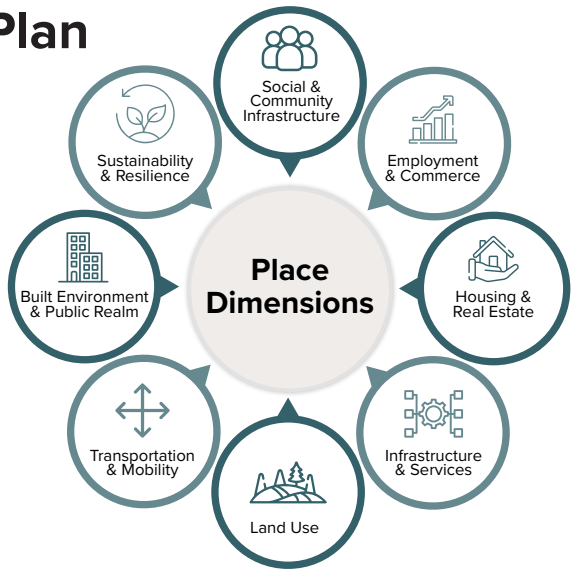 Plan
Social &
Community
Infrastructure
Employment
& Commerce
Housing &
Real Estate
Infrastructure
& Services
Land Use
Transportation
& Mobility
Built Environment
& Public Realm
Sustainability
& Resilience
Place
Dimensions